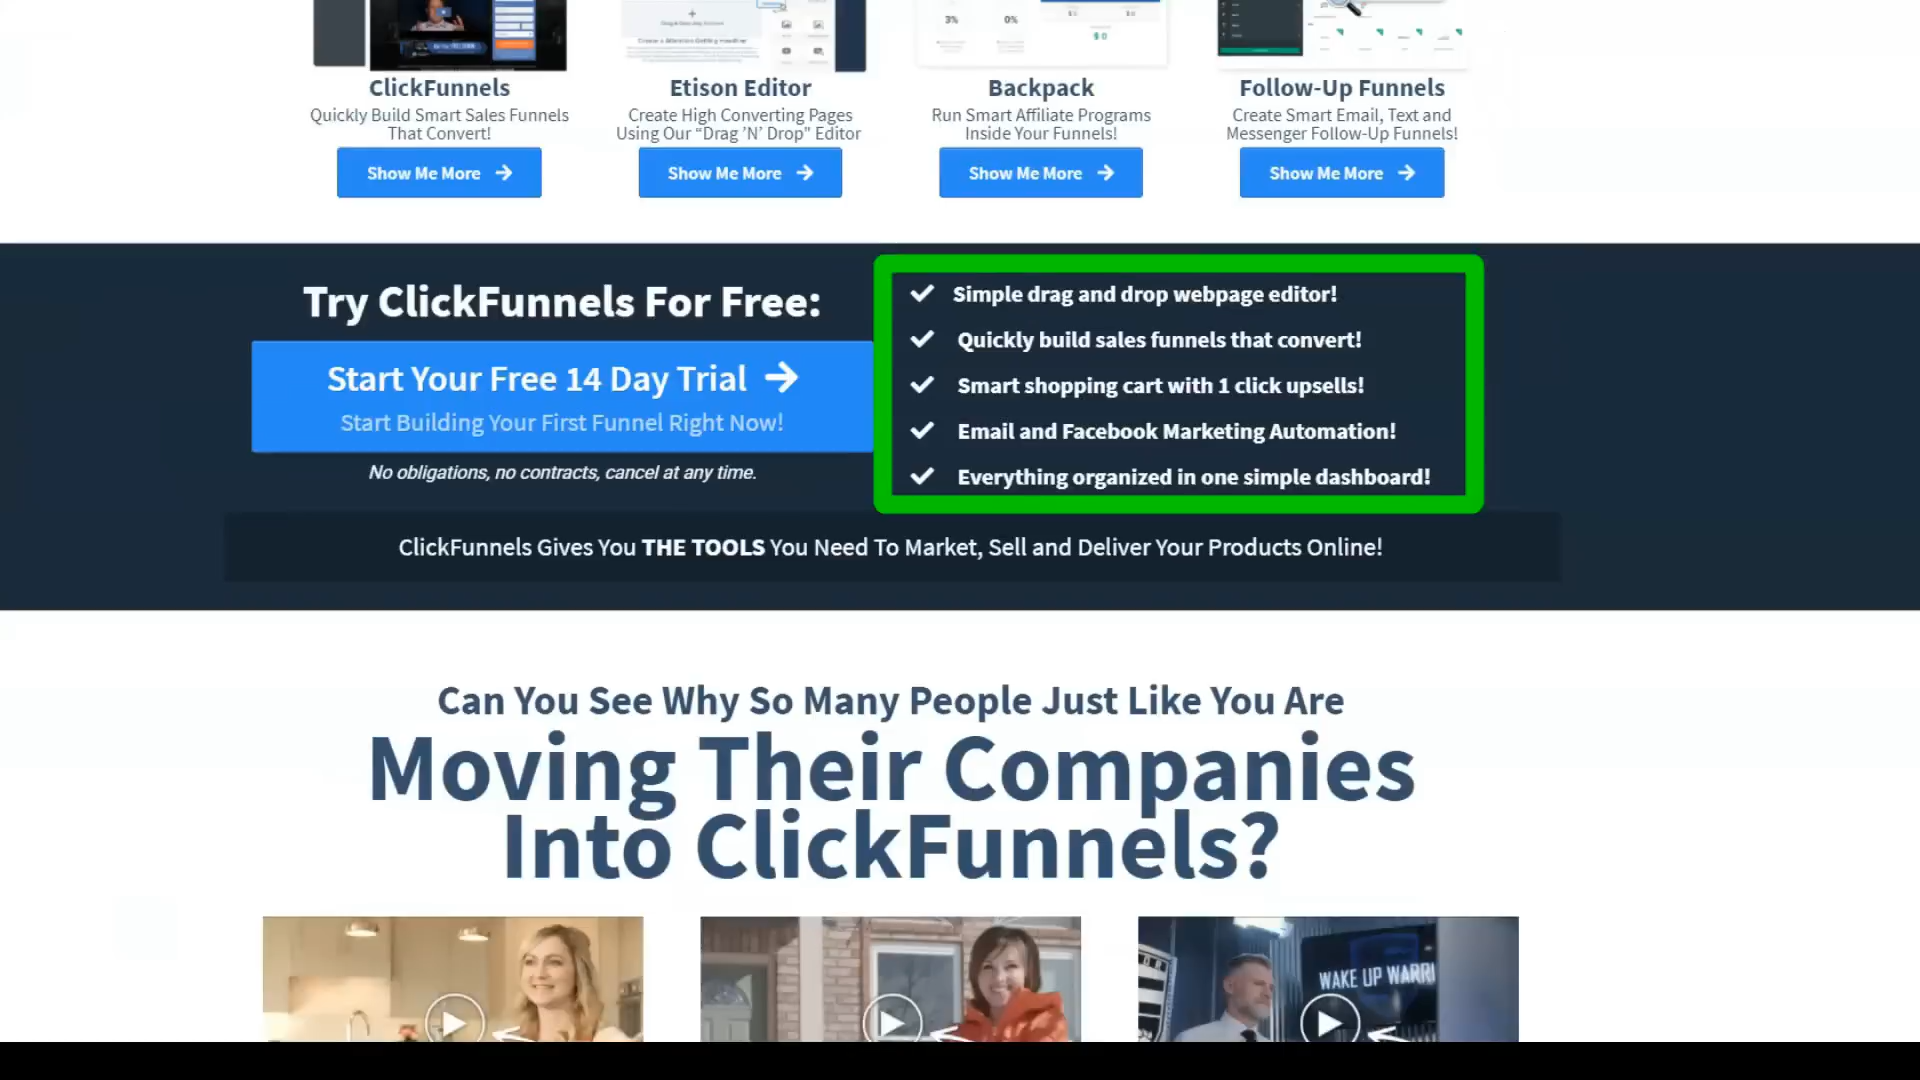 3%
0%
$0
ClickFunnels
Quickly Build Smart Sales Funnels
That Convert!
Show Me More
Etison Editor
Create High Converting Pages
Using Our “Drag ’N’ Drop" Editor
Show Me More
Backpack
Run Smart Affiliate Programs
Inside Your Funnels!
Show Me More
Follow-Up Funnels
Create Smart Email, Text and
Messenger Follow-Up Funnels!
Show Me More
Try ClickFunnels For Free:
Start Your Free 14 Day Trial
Start Building Your First Funnel Right Now!
No obligations, no contracts, cancel at any time.
Simple drag and drop webpage editor!
Quickly build sales funnels that convert!
Smart shopping cart with 1 click upsells!
Email and Facebook Marketing Automation!
Everything organized in one simple dashboard!
ClickFunnels Gives You THE TOOLS You Need To Market, Sell and Deliver Your Products Online!
Can You See Why So Many People Just Like You Are
Moving Their Companies
Into ClickFunnels?
WAKE UP WARRI